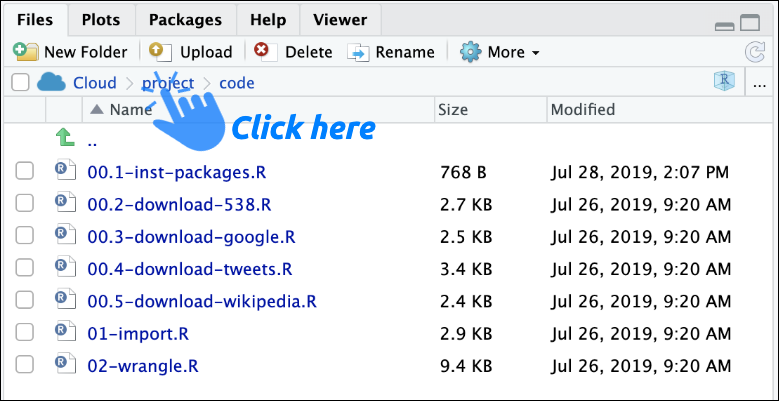 Files Plots Packages Help Viewer
New Folder Upload Delete Rename More
Cloud > project > code R ...
Name Size Modified
Click here
..
00.1-inst-packages.R 768 B Jul 28, 2019, 2:07 PM
00.2-download-538.R 2.7 KB Jul 26, 2019, 9:20 AM
00.3-download-google.R 2.5 KB Jul 26, 2019, 9:20 AM
00.4-download-tweets.R 3.4 KB Jul 26, 2019, 9:20 AM
00.5-download-wikipedia.R 2.4 KB Jul 26, 2019, 9:20 AM
01-import.R 2.9 KB Jul 26, 2019, 9:20 AM
02-wrangle.R 9.4 KB Jul 26, 2019, 9:20 AM